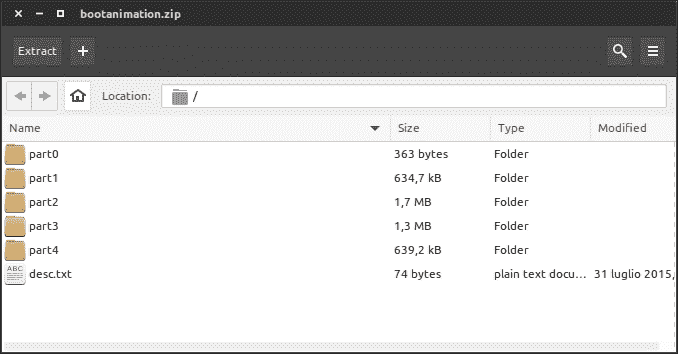 bootanimation.zip
Extract
Location: /
Name Size Type Modified
part0 363 bytes Folder
part1 634,7 kB Folder
part2 1,7 MB Folder
part3 1,3 MB Folder
part4 639,2 kB Folder
ABC
desc.txt 74 bytes plain text docu... 31 luglio 2015,